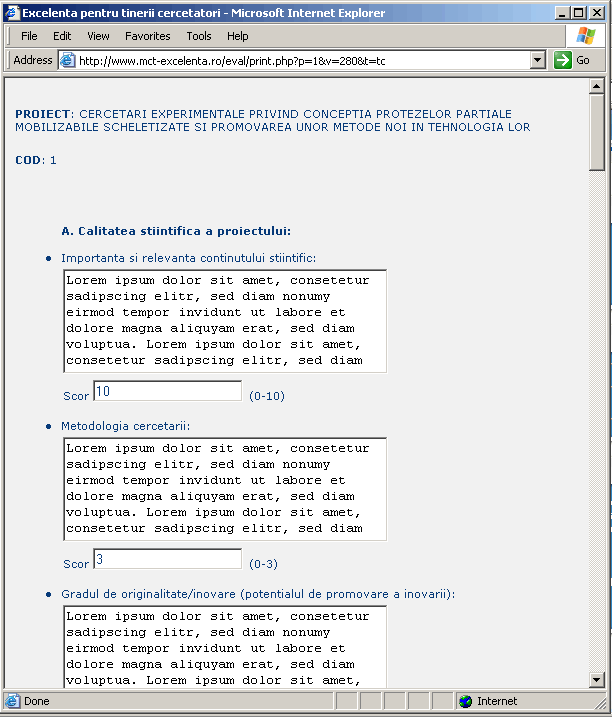 Excelenta pentru tinerii cercetatori - Microsoft Internet Explorer
File Edit View Favorites Tools Help
Address http://www.mct-excelenta.ro/eval/print.php?p=1&v=280&t=tc Go
PROIECT: CERCETARI EXPERIMENTALE PRIVIND CONCEPTIA PROTEZELOR PARTIALE
MOBILIZABILE SCHELETIZATE SI PROMOVAREA UNOR METODE NOI IN TEHNOLOGIA LOR
COD: 1
A. Calitatea stiintifica a proiectului:
Importanta si relevanta continutului stiintific:
Lorem ipsum dolor sit amet, consetetur
sadipscing elitr, sed diam nonumy
eirmod tempor invidunt ut labore et
dolore magna aliquyam erat, sed diam
voluptua. Lorem ipsum dolor sit amet,
consetetur sadipscing elitr, sed diam
Scor 10 (0-10)
Metodologia cercetarii:
Lorem ipsum dolor sit amet, consetetur
sadipscing elitr, sed diam nonumy
eirmod tempor invidunt ut labore et
dolore magna aliquyam erat, sed diam
voluptua. Lorem ipsum dolor sit amet,
consetetur sadipscing elitr, sed diam
Scor 3 (0-3)
Gradul de originalitate/inovare (potentialul de promovare a inovarii):
Lorem ipsum dolor sit amet, consetetur
sadipscing elitr, sed diam nonumy
eirmod tempor invidunt ut labore et
dolore magna aliquyam erat, sed diam
voluptua. Lorem ipsum dolor sit amet,
Done Internet